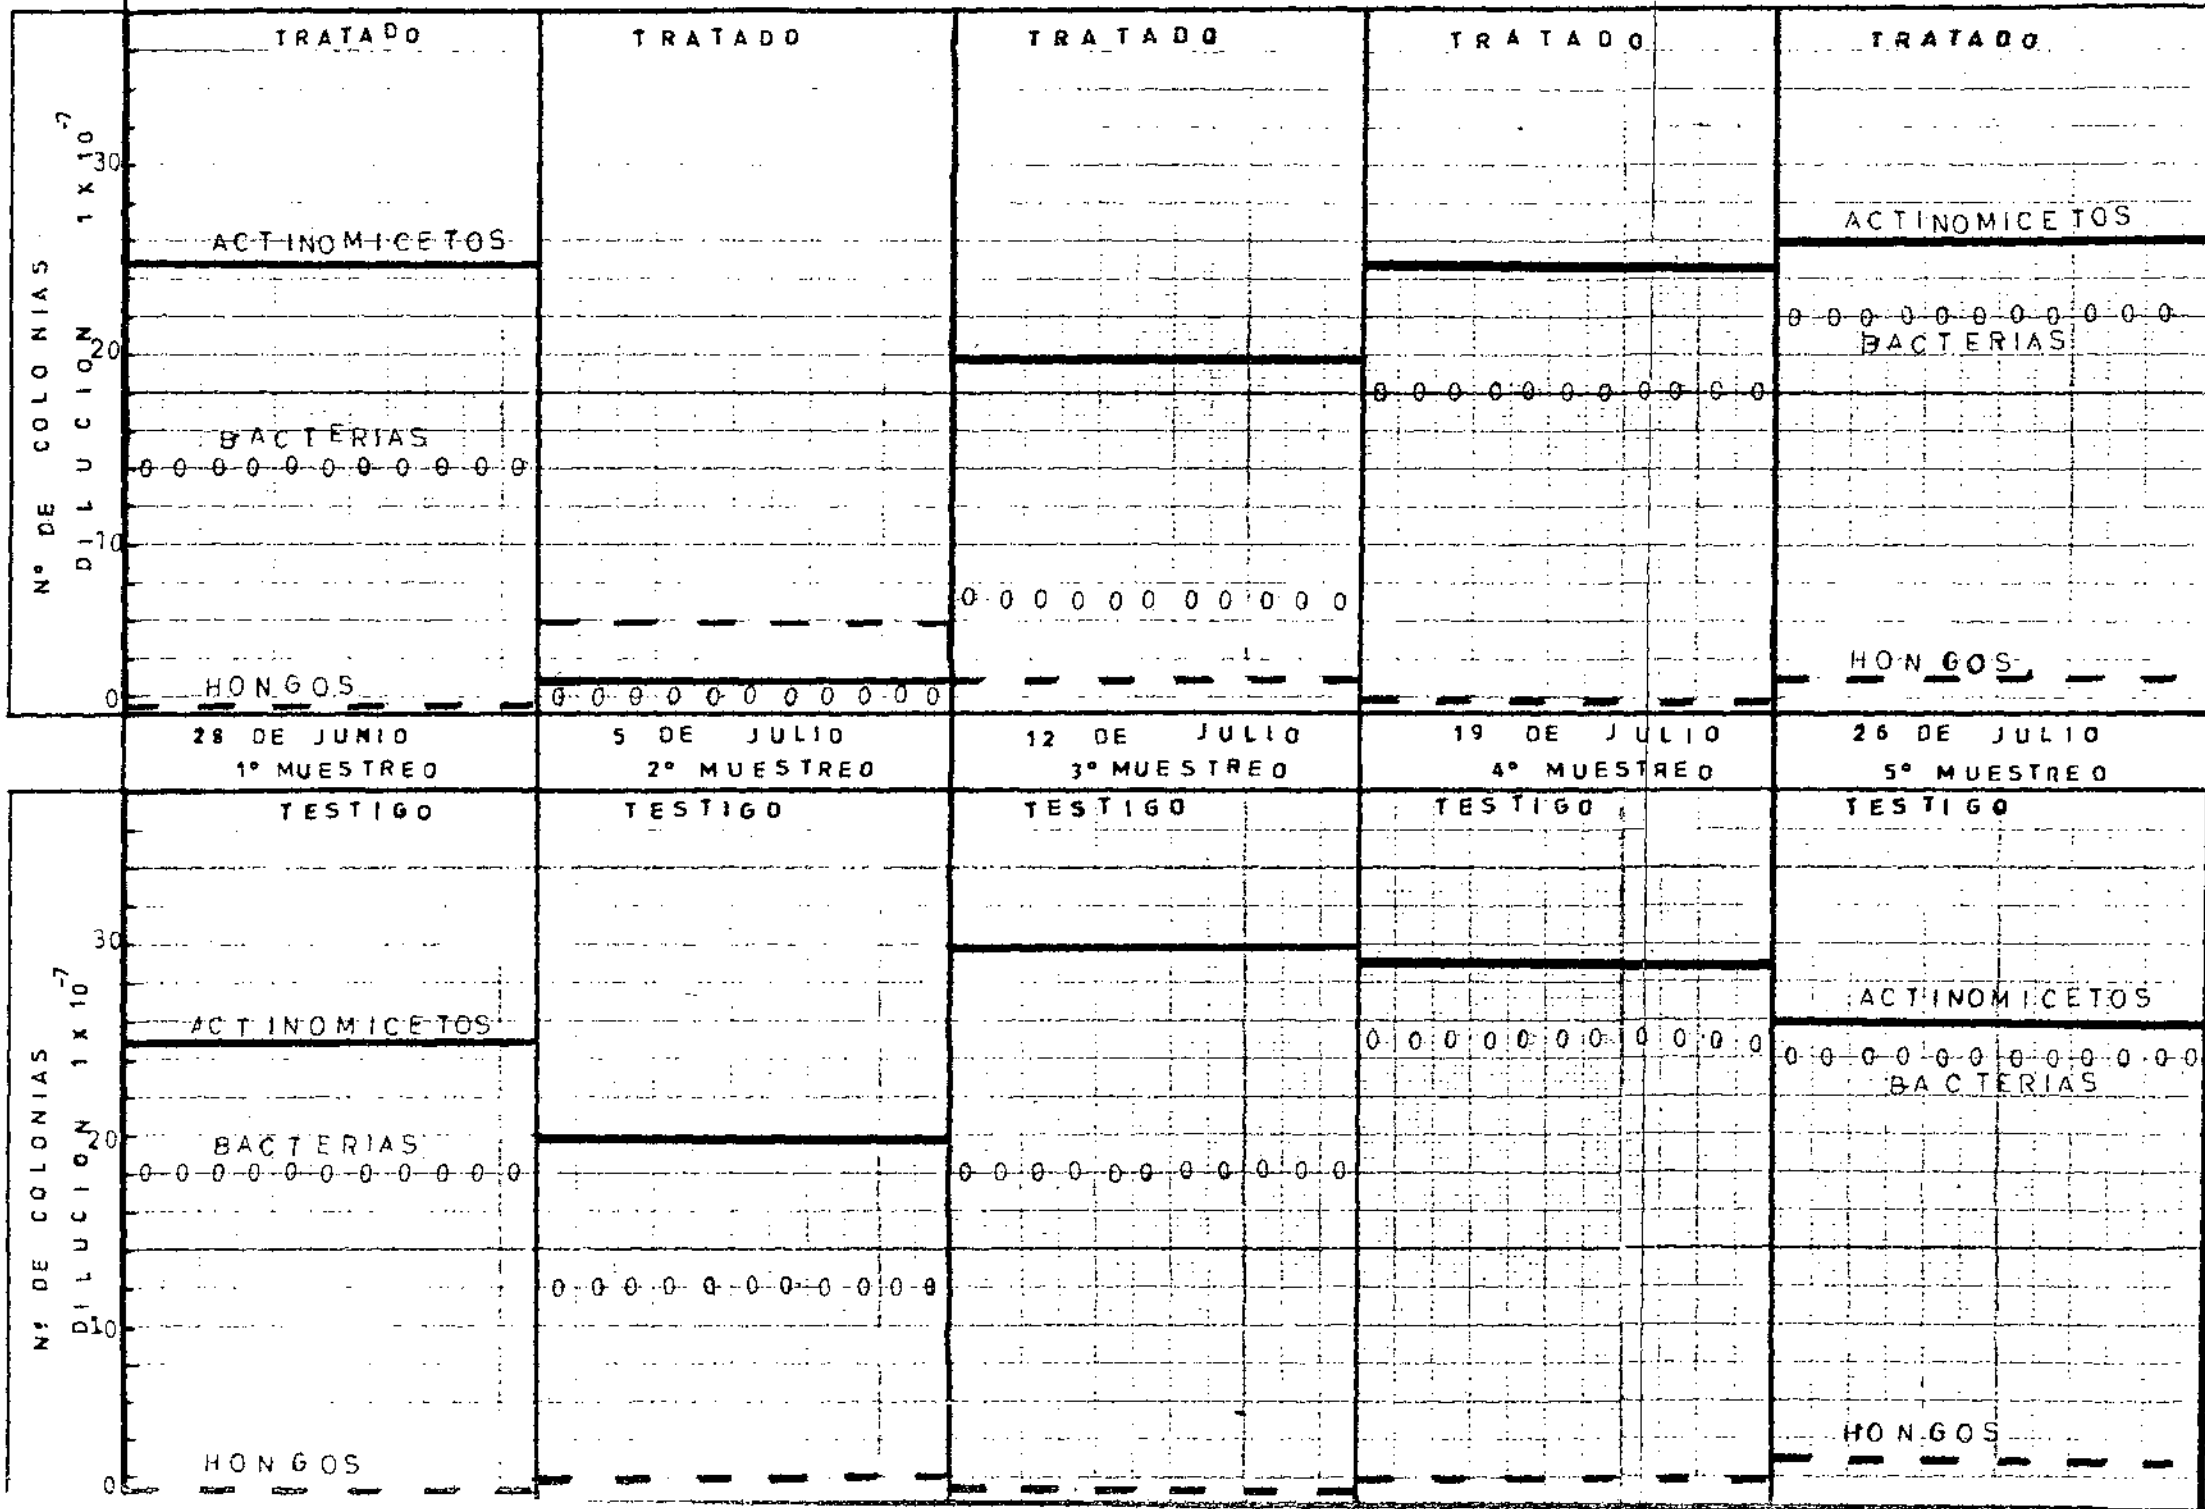 TRATADO TRATADO TRATADO TRATADO TRATADO
Nº DE COLONIAS
DILUCION 1 X 10-7
30
20
10
0
ACTINOMICETOS
BACTERIAS
HONGOS
ACTINOMICETOS
BACTERIAS
HONGOS
28 DE JUNIO 5 DE JULIO 12 DE JULIO 19 DE JULIO 26 DE JULIO
1º MUESTREO 2º MUESTREO 3º MUESTREO 4º MUESTREO 5º MUESTREO
TESTIGO TESTIGO TESTIGO TESTIGO TESTIGO
Nº DE COLONIAS
DILUCION 1 x 10-7
30
20
10
0
ACTINOMICETOS
BACTERIAS
HONGOS
ACTINOMICETOS
BACTERIAS
HONGOS